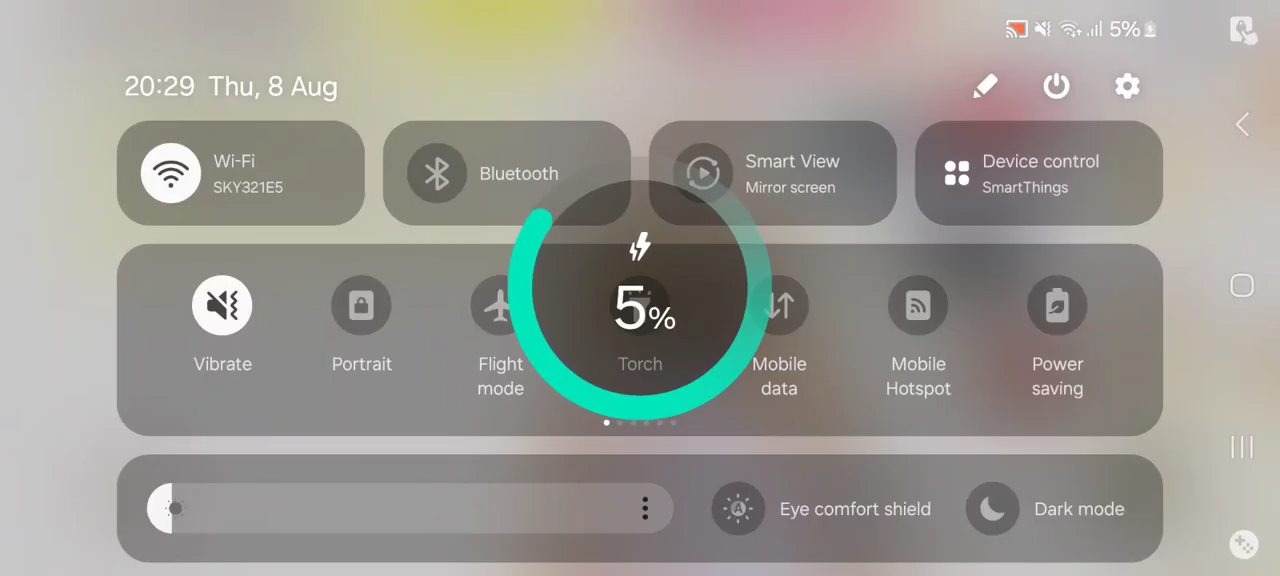 5%
20:29 Thu, 8 Aug
Wi-Fi
SKY321E5
Bluetooth
Smart View
Mirror screen
Device control
SmartThings
5%
Vibrate
Portrait
Flight
mode
Torch
Mobile
data
Mobile
Hotspot
Power
saving
A
Eye comfort shield
Dark mode